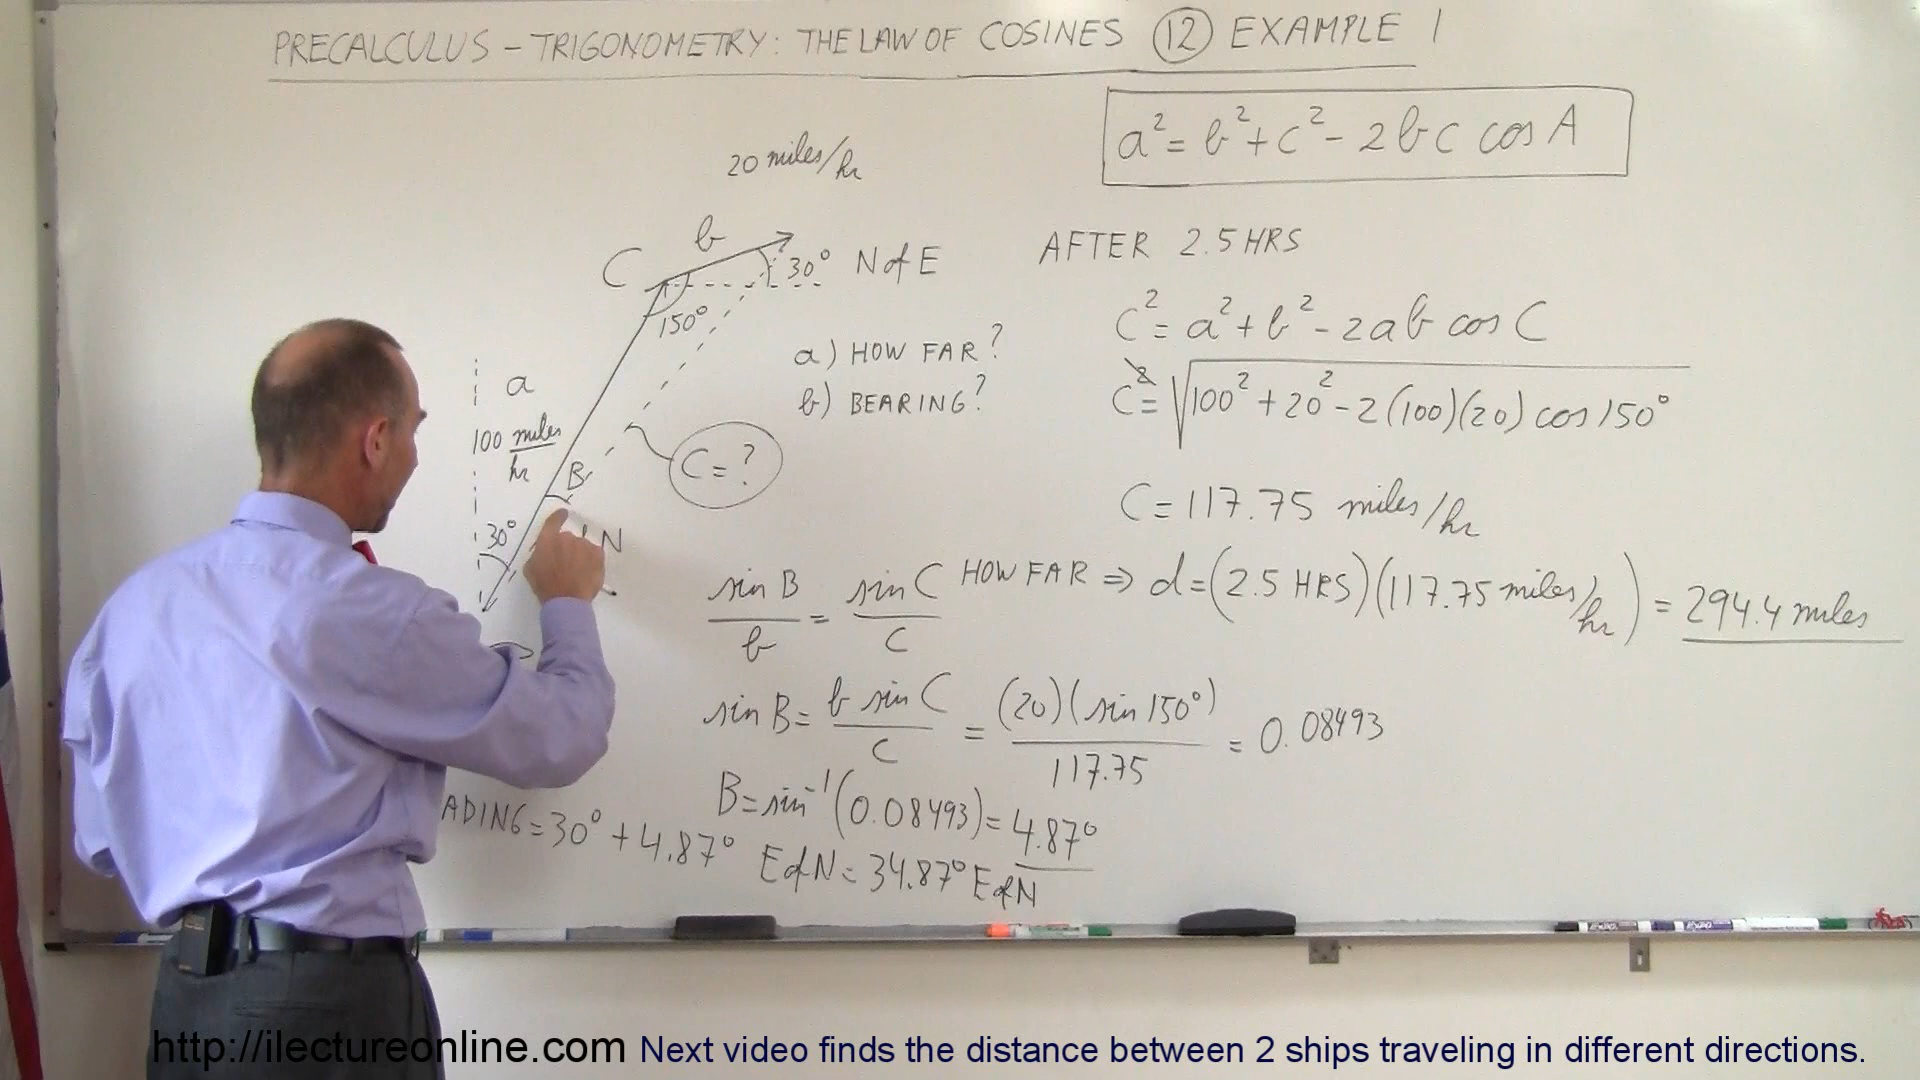 PRECALCULUS - TRIGONOMETRY: THE LAW OF COSINES (12) EXAMPLE 1
a² = b² + c² - 2bc cos A
20 miles/hr
C
b
30° N of E
150°
a) HOW FAR?
b) BEARING?
a
100 miles/hr
B
C = ?
30°
N
AFTER 2.5 HRS
C² = a² + b² - 2ab cos C
C² = √100² + 20² - 2(100)(20) cos 150°
C = 117.75 miles/hr
HOW FAR ⇒ d = (2.5 HRS)(117.75 miles/hr) = 294.4 miles
sin B/b = sin C/C
sin B = b sin C/C = (20)(sin 150°)/117.75 = 0.08493
B = sin⁻¹(0.08493) = 4.87°
ADING = 30° + 4.87° E of N = 34.87° E of N
http://ilectureonline.com Next video finds the distance between 2 ships traveling in different directions.